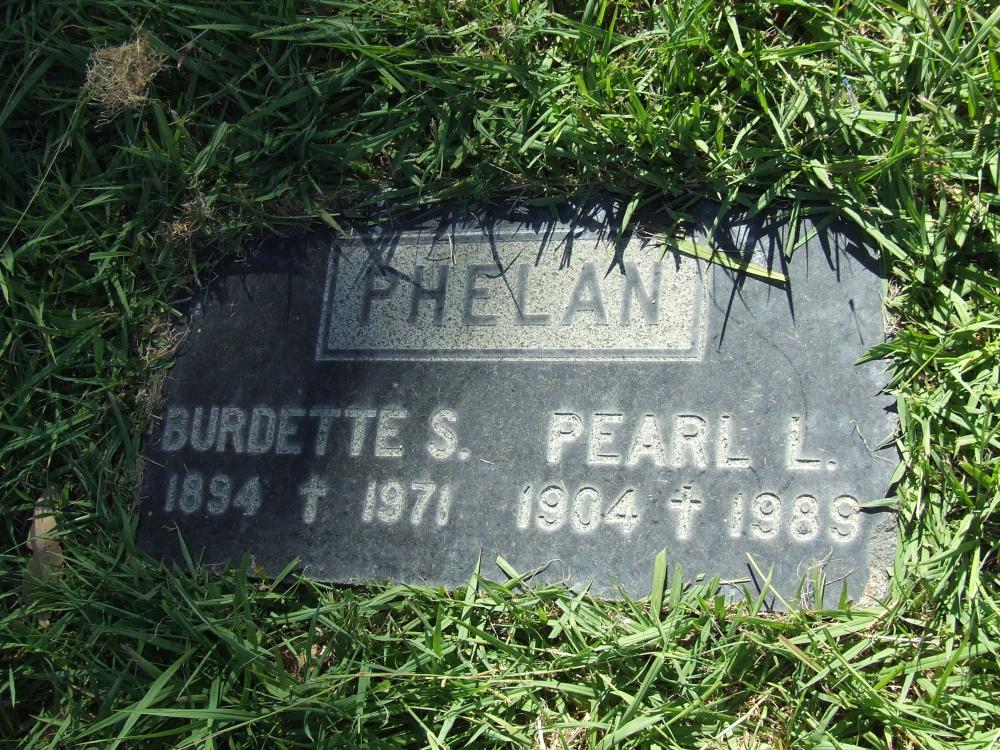 PHELAN
BURDETTE S. PEARL L.
1894 ✝ 1971 1904 ✝ 1989